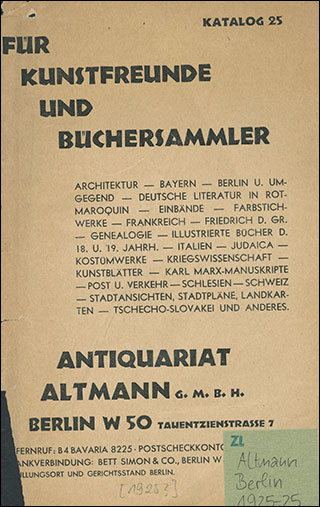 KATALOG 25
FÜR
KUNSTFREUNDE
UND
BÜCHERSAMMLER
ARCHITEKTUR — BAYERN — BERLIN U. UM-
GEGEND — DEUTSCHE LITERATUR IN ROT-
MAROQUIN — EINBÄNDE — FARBSTICH-
WERKE — FRANKREICH — FRIEDRICH D. GR.
— GENEALOGIE — ILLUSTRIERTE BÜCHER D.
18. U. 19. JAHRH. — ITALIEN — JUDAICA —
KOSTÜMWERKE — KRIEGSWISSENSCHAFT —
KUNSTBLÄTTER — KARL MARX-MANUSKRIPTE
— POST U. VERKEHR — SCHLESIEN — SCHWEIZ
— STADTANSICHTEN, STADTPLÄNE, LANDKAR-
TEN — TSCHECHO-SLOVAKEI UND ANDERES.
ANTIQUARIAT
ALTMANN G. M. B. H.
BERLIN W 50 TAUENTZIENSTRASSE 7
FERNRUF: B4 BAVARIA 8225 · POSTSCHECKKONTO
ANKVERBINDUNG: BETT SIMON & CO., BERLIN W
LLUNGSORT UND GERICHTSSTAND BERLIN.
[1925?]
ZI
Altmann
Berlin
1925-25